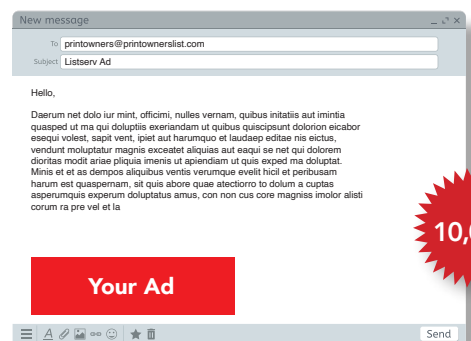 New message
To printowners@printownerslist.com
Subject Listserv Ad
Hello,
Daerum net dolo iur mint, officimi, nulles vernam, quibus initatiis aut imintia
quasped ut ma qui doluptiis exeriandam ut quibus quiscipsunt dolorion eicabor
esequi volest, sapit vent, ipiet aut harumquo et laudaep editae nis eictus,
vendunt moluptatur magnis exceatet aliquias aut eaqui se net qui dolorem
dioritas modit ariae pliquia imenis ut apiendiam ut quis exped ma doluptat.
Minis et et as dempos aliquibus ventis verumque evelit hicil et peribusam
harum est quaspernam, sit quis abore quae atectiorro to dolum a cuptas
asperumquis experum doluptatus amus, con non cus core magniss imolor alisti
corum ra pre vel et la
10,
Your Ad
Send